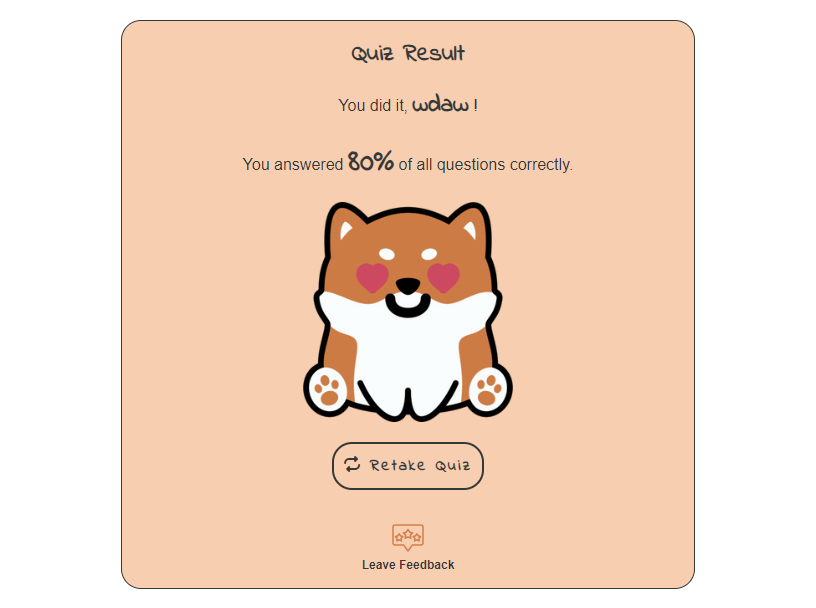 Quiz Result
You did it, wdaw !
You answered 80% of all questions correctly.
Retake Quiz
Leave Feedback